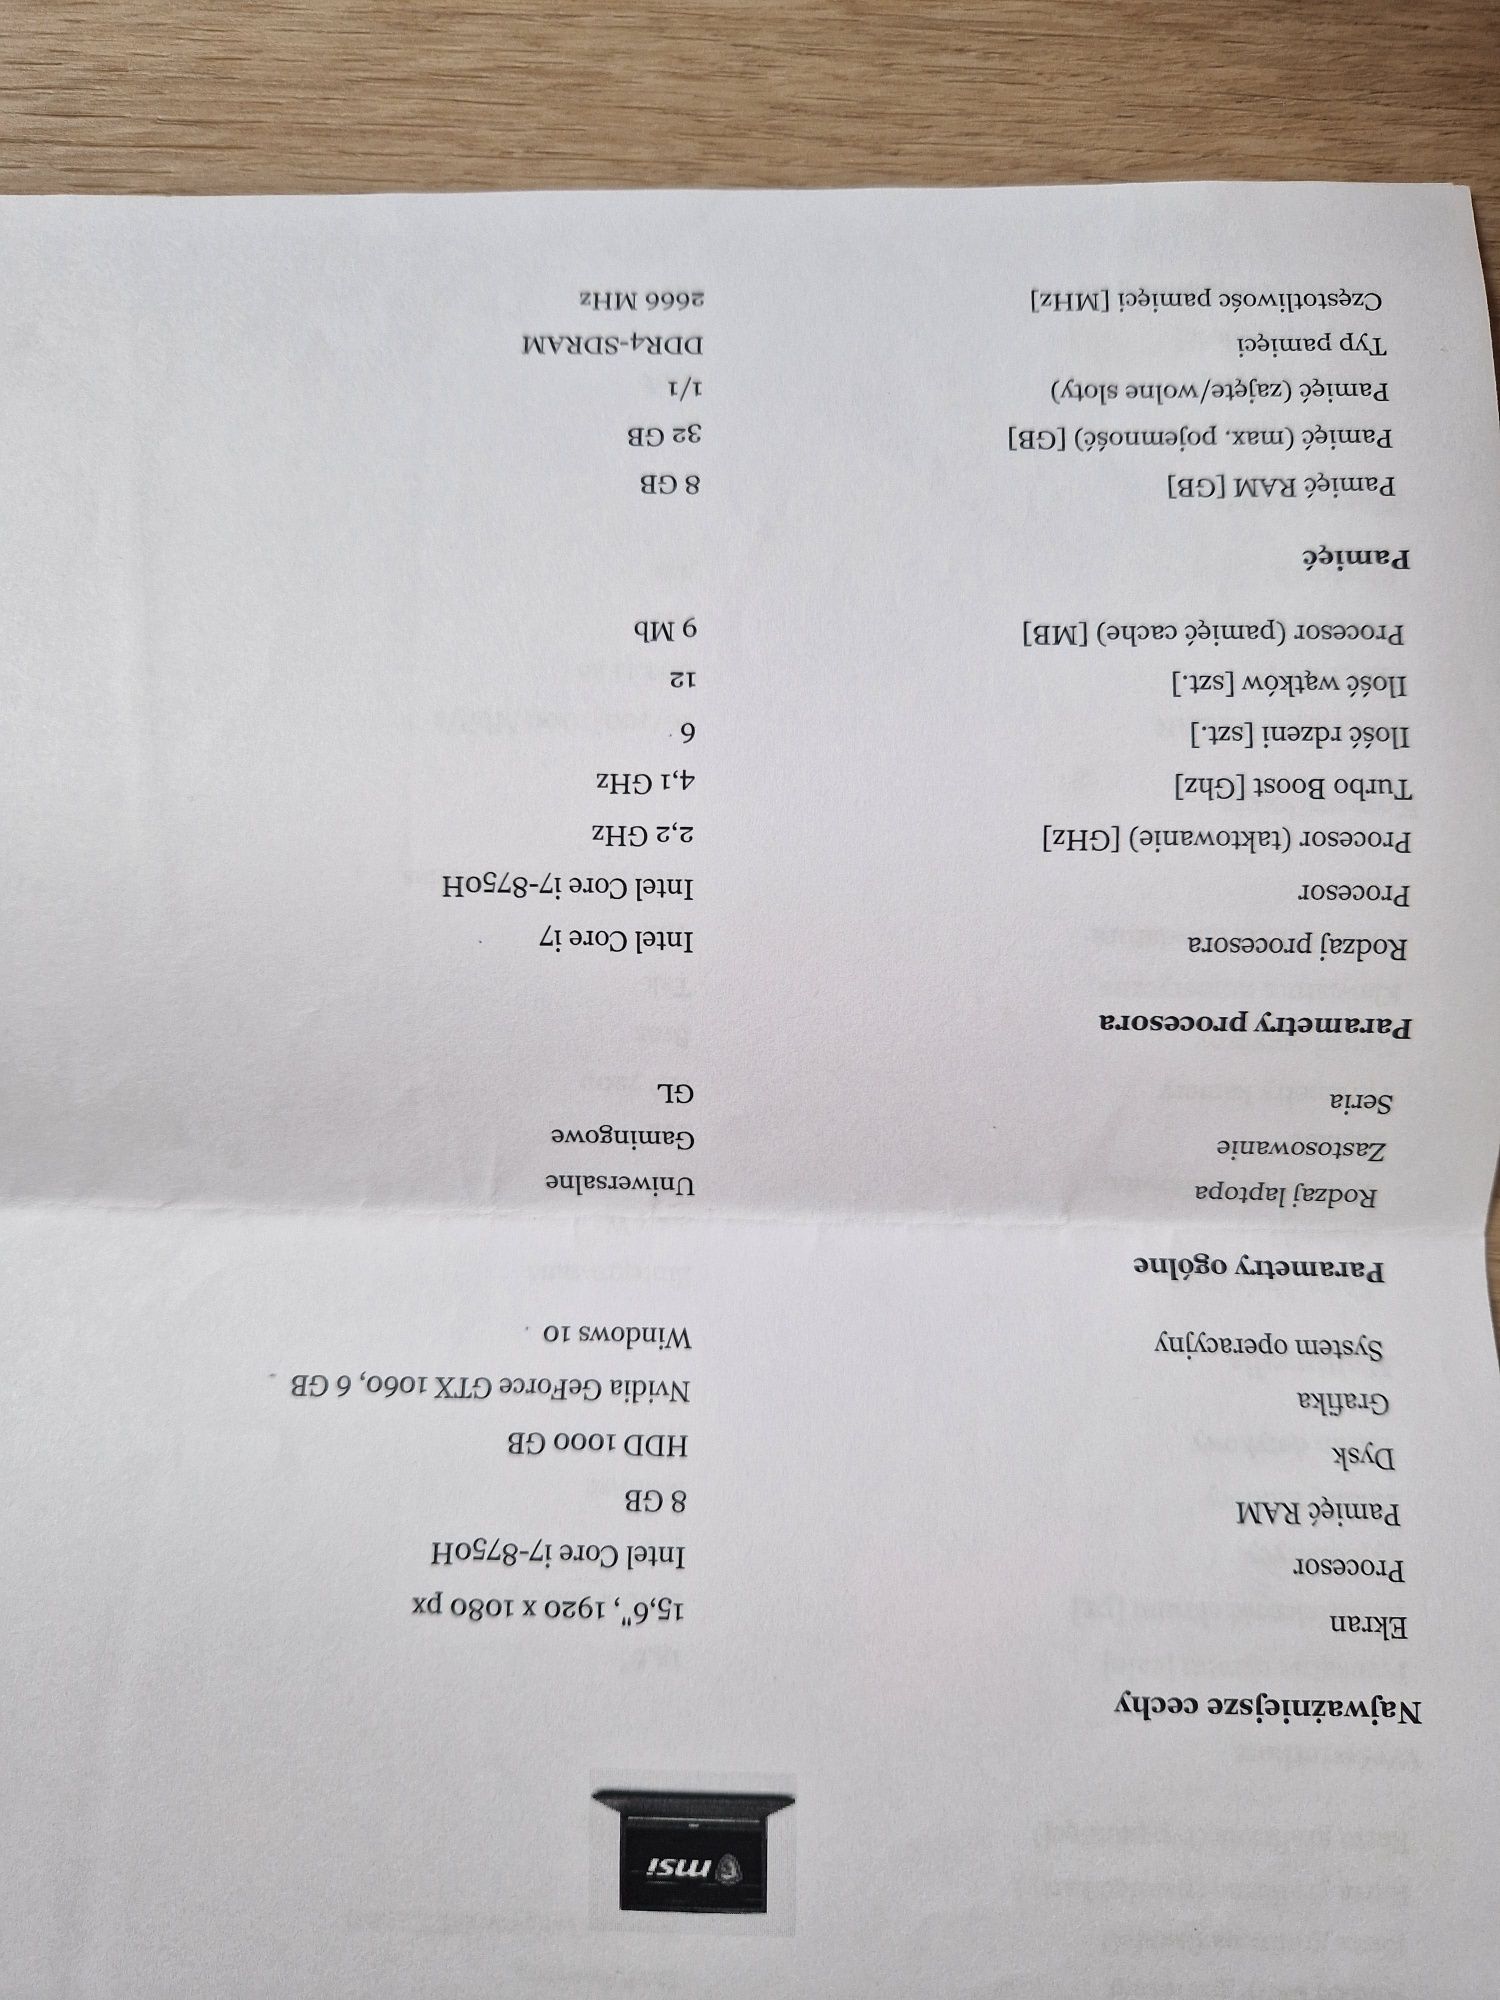 msi
Najważniejsze cechy
Ekran 15,6", 1920 x 1080 px
Procesor Intel Core i7-8750H
Pamięć RAM 8 GB
Dysk HDD 1000 GB
Grafika Nvidia GeForce GTX 1060, 6 GB
System operacyjny Windows 10
Parametry ogólne
Rodzaj laptopa Uniwersalne
Zastosowanie Gamingowe
Seria GL
Parametry procesora
Rodzaj procesora Intel Core i7
Procesor Intel Core i7-8750H
Procesor (taktowanie) [GHz] 2,2 GHz
Turbo Boost [Ghz] 4,1 GHz
Ilość rdzeni [szt.] 6
Ilość wątków [szt.] 12
Procesor (pamięć cache) [MB] 9 Mb
Pamięć
Pamięć RAM [GB] 8 GB
Pamięć (max. pojemność) [GB] 32 GB
Pamięć (zajęte/wolne sloty) 1/1
Typ pamięci DDR4-SDRAM
Częstotliwośc pamięci [MHz] 2666 MHz